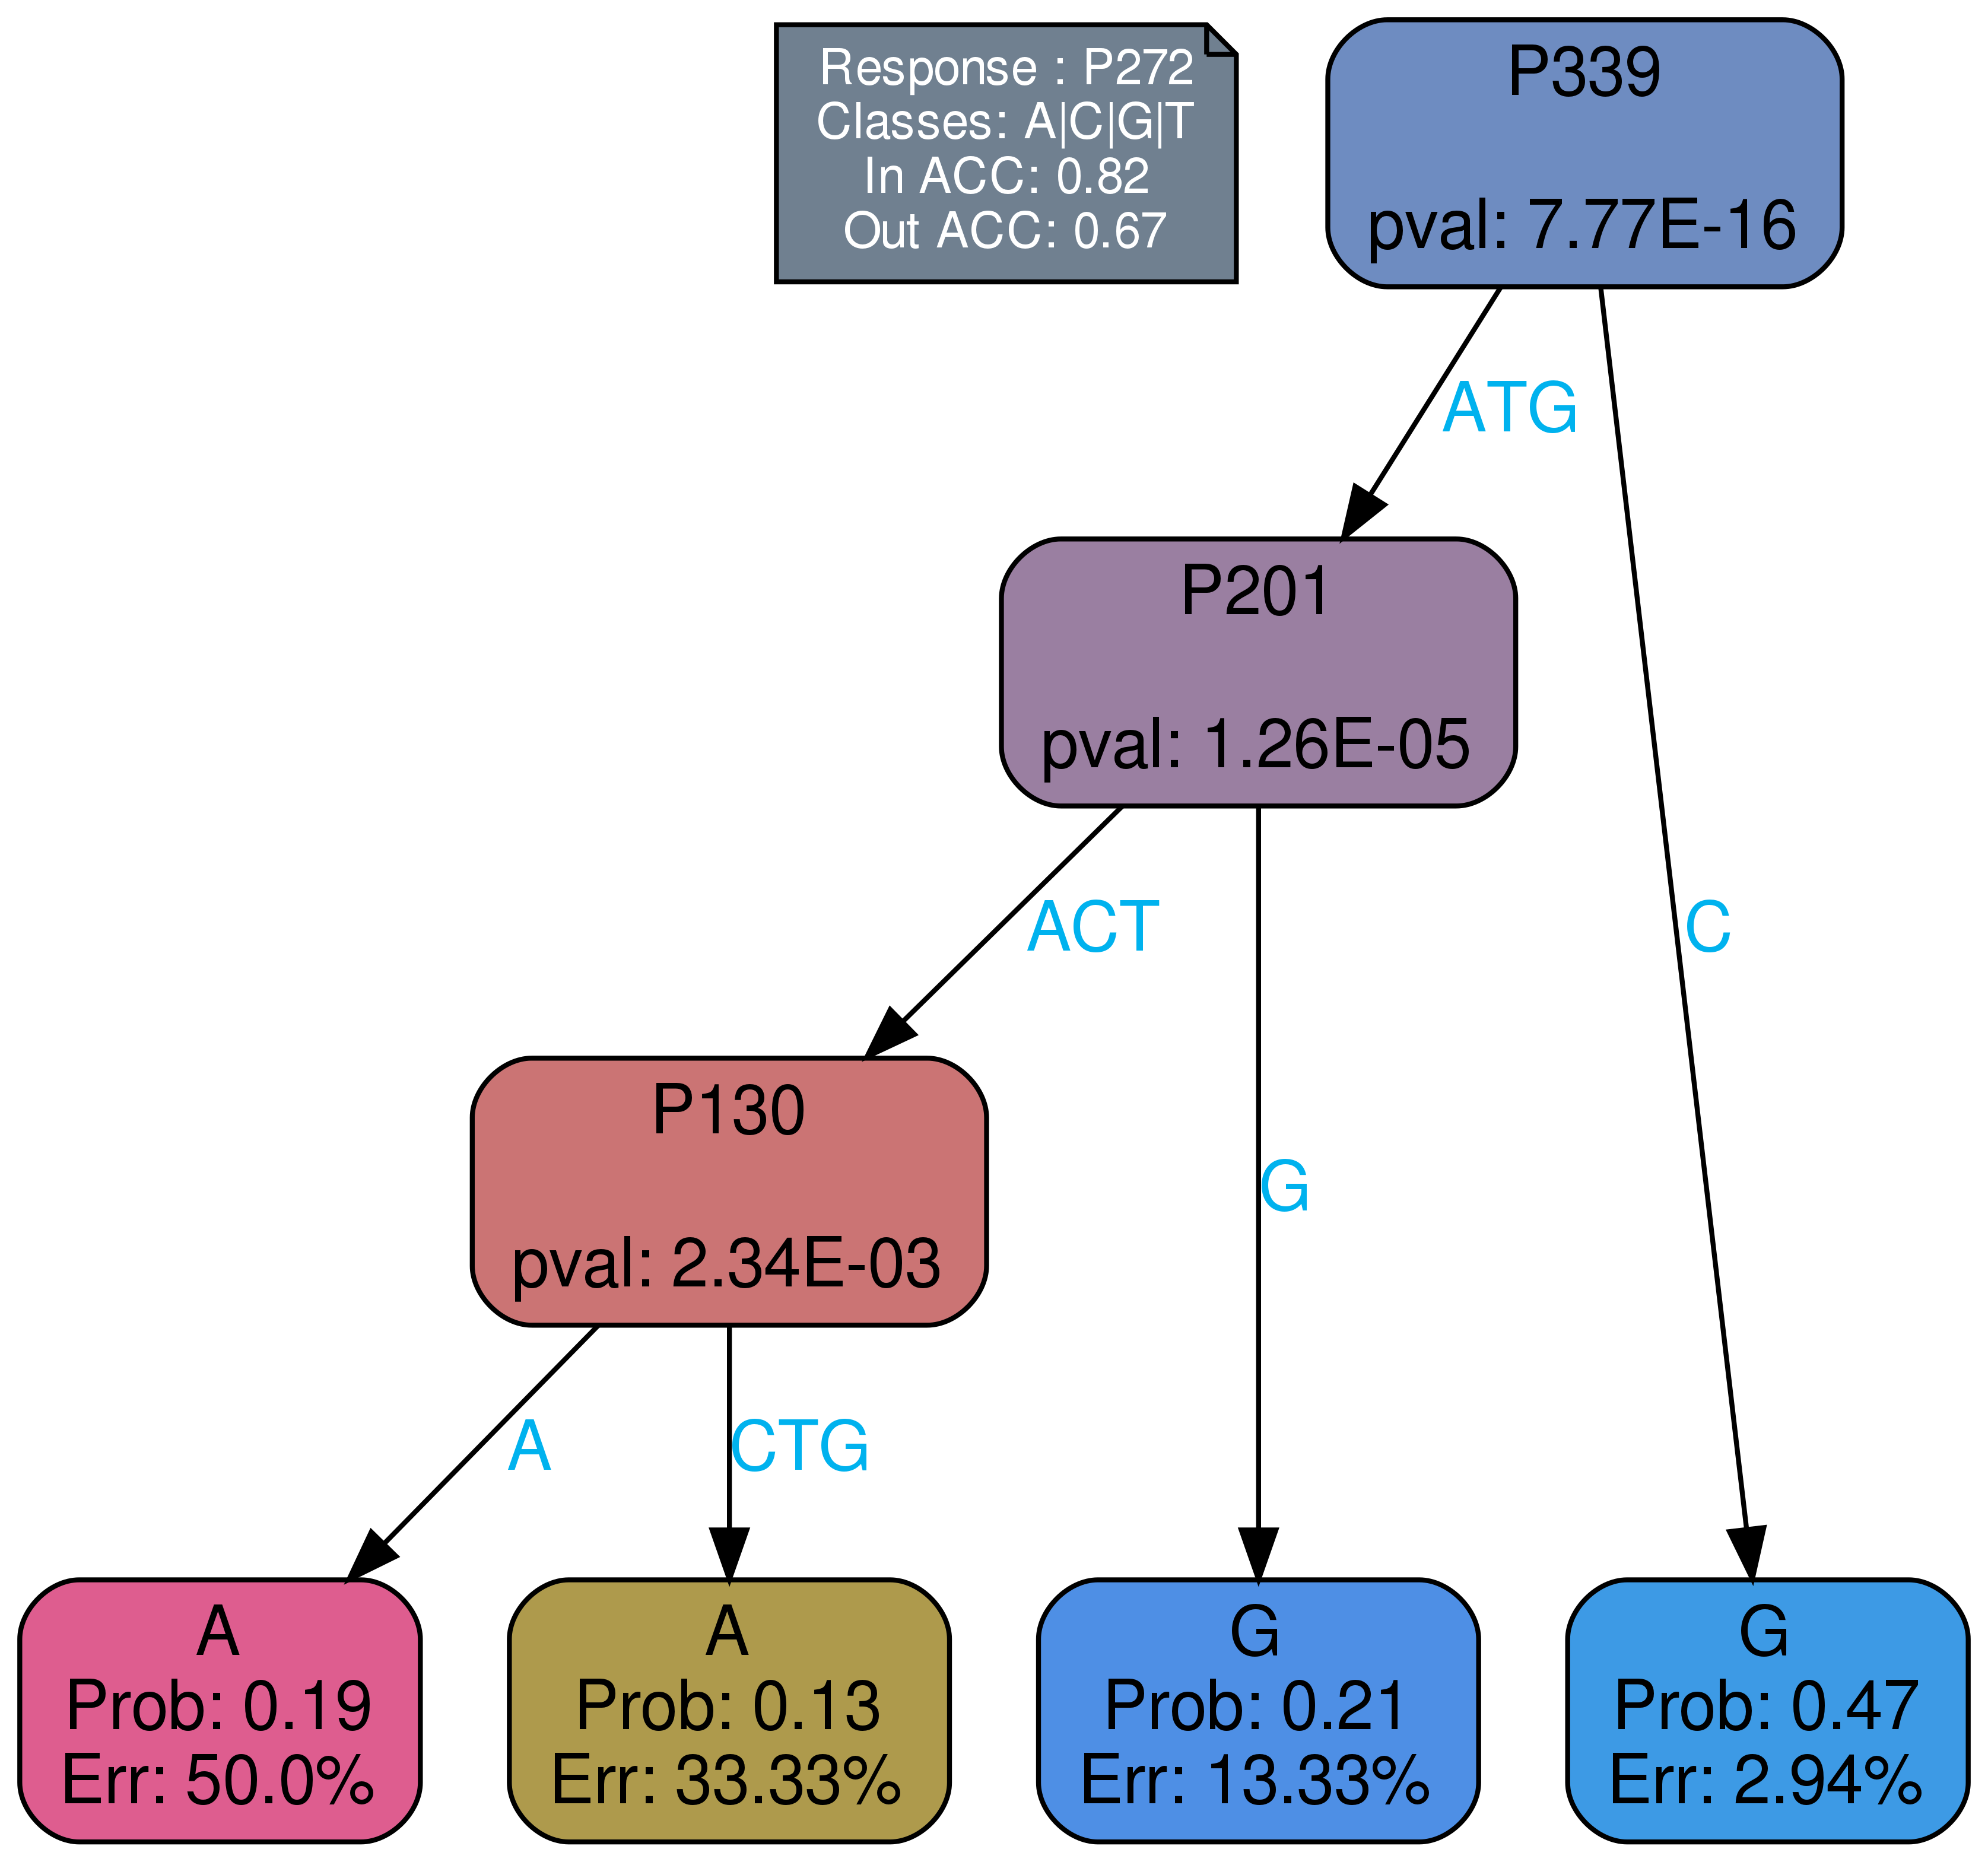 Response : P272
Classes: A|C|G|T
In ACC: 0.82
Out ACC: 0.67
P339
pval: 7.77E-16
ATG
P201
pval: 1.26E-05
ACT
C
P130
pval: 2.34E-03
G
A
CTG
A
Prob: 0.19
Err: 50.0%
A
Prob: 0.13
Err: 33.33%
G
Prob: 0.21
Err: 13.33%
G
Prob: 0.47
Err: 2.94%